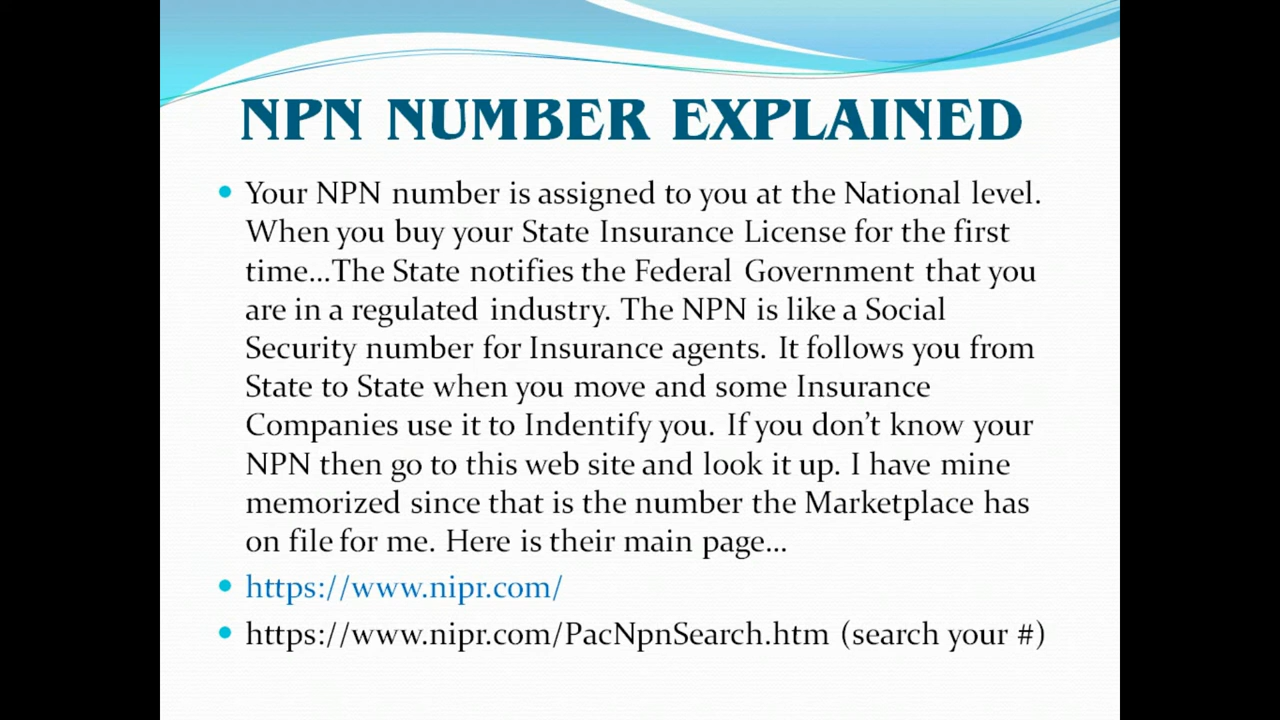 NPN NUMBER EXPLAINED
Your NPN number is assigned to you at the National level.
When you buy your State Insurance License for the first
time...The State notifies the Federal Government that you
are in a regulated industry. The NPN is like a Social
Security number for Insurance agents. It follows you from
State to State when you move and some Insurance
Companies use it to Indentify you. If you don’t know your
NPN then go to this web site and look it up. I have mine
memorized since that is the number the Marketplace has
on file for me. Here is their main page...
https://www.nipr.com/
https://www.nipr.com/PacNpnSearch.htm (search your #)